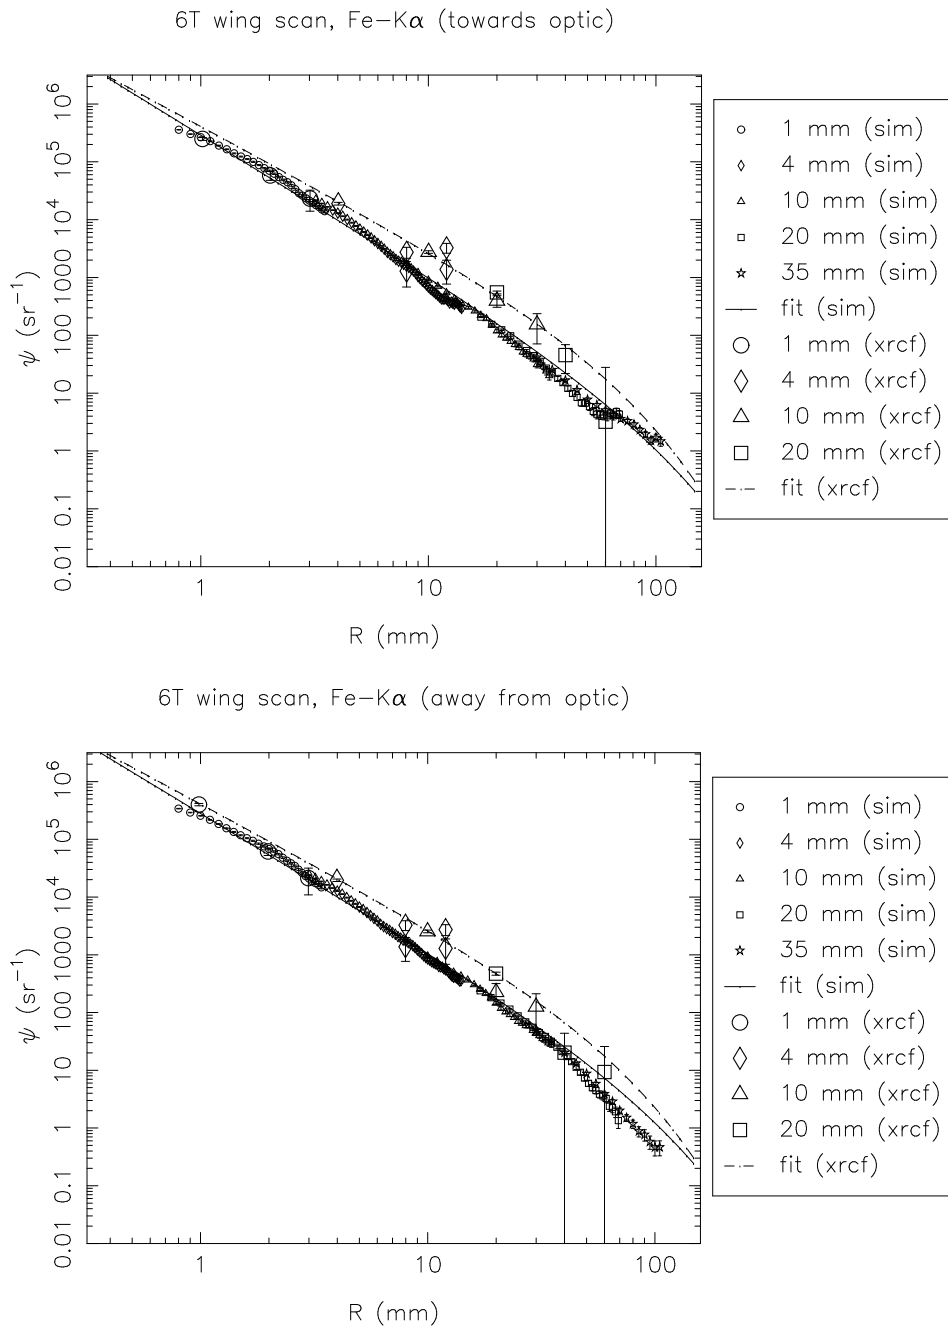 6T wing scan, Fe−Kα (towards optic)
ψ (sr⁻¹)
10⁶
10⁵
10⁴
1000
100
10
1
0.1
0.01
1 10 100
R (mm)
1 mm (sim)
4 mm (sim)
10 mm (sim)
20 mm (sim)
35 mm (sim)
fit (sim)
1 mm (xrcf)
4 mm (xrcf)
10 mm (xrcf)
20 mm (xrcf)
fit (xrcf)
6T wing scan, Fe−Kα (away from optic)
ψ (sr⁻¹)
10⁶
10⁵
10⁴
1000
100
10
1
0.1
0.01
1 10 100
R (mm)
1 mm (sim)
4 mm (sim)
10 mm (sim)
20 mm (sim)
35 mm (sim)
fit (sim)
1 mm (xrcf)
4 mm (xrcf)
10 mm (xrcf)
20 mm (xrcf)
fit (xrcf)